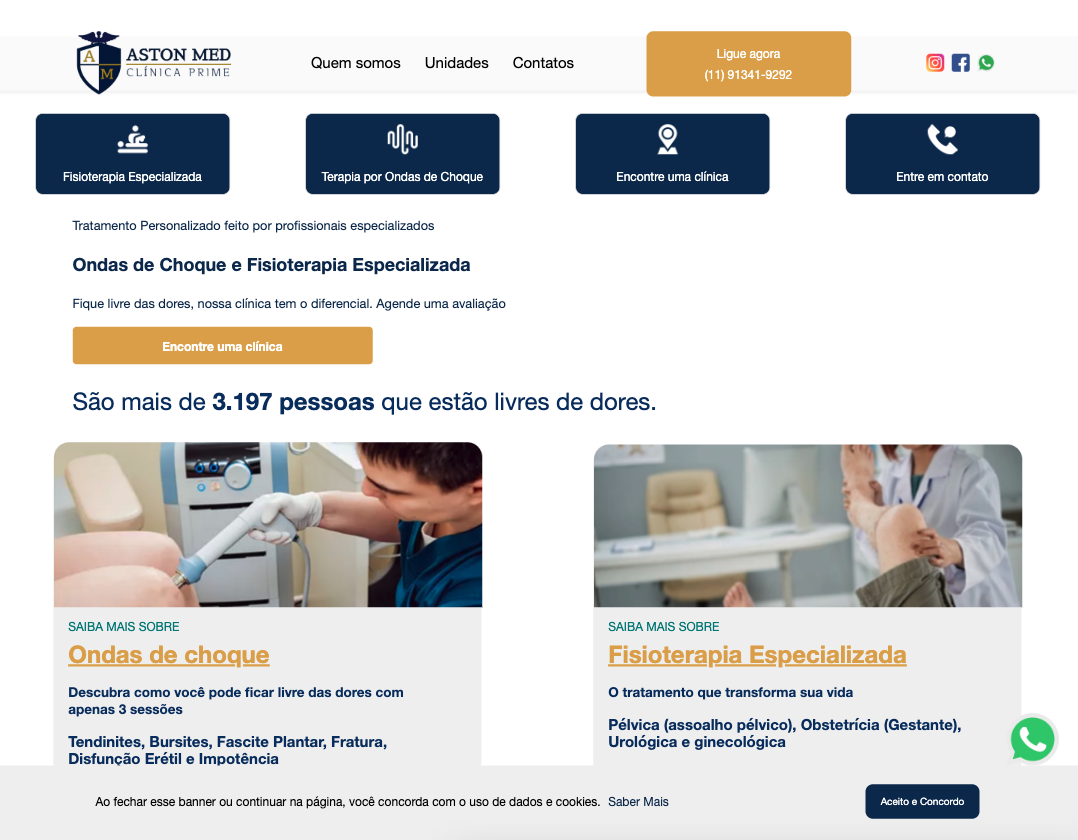 A
M
ASTON MED
CLÍNICA PRIME
Quem somos
Unidades
Contatos
Ligue agora
(11) 91341-9292
Fisioterapia Especializada
Terapia por Ondas de Choque
Encontre uma clínica
Entre em contato
Tratamento Personalizado feito por profissionais especializados
Ondas de Choque e Fisioterapia Especializada
Fique livre das dores, nossa clínica tem o diferencial. Agende uma avaliação
Encontre uma clínica
São mais de 3.197 pessoas que estão livres de dores.
SAIBA MAIS SOBRE
Ondas de choque
Descubra como você pode ficar livre das dores com
apenas 3 sessões
Tendinites, Bursites, Fascite Plantar, Fratura,
Disfunção Erétil e Impotência
SAIBA MAIS SOBRE
Fisioterapia Especializada
O tratamento que transforma sua vida
Pélvica (assoalho pélvico), Obstetrícia (Gestante),
Urológica e ginecológica
Ao fechar esse banner ou continuar na página, você concorda com o uso de dados e cookies. Saber Mais
Aceito e Concordo